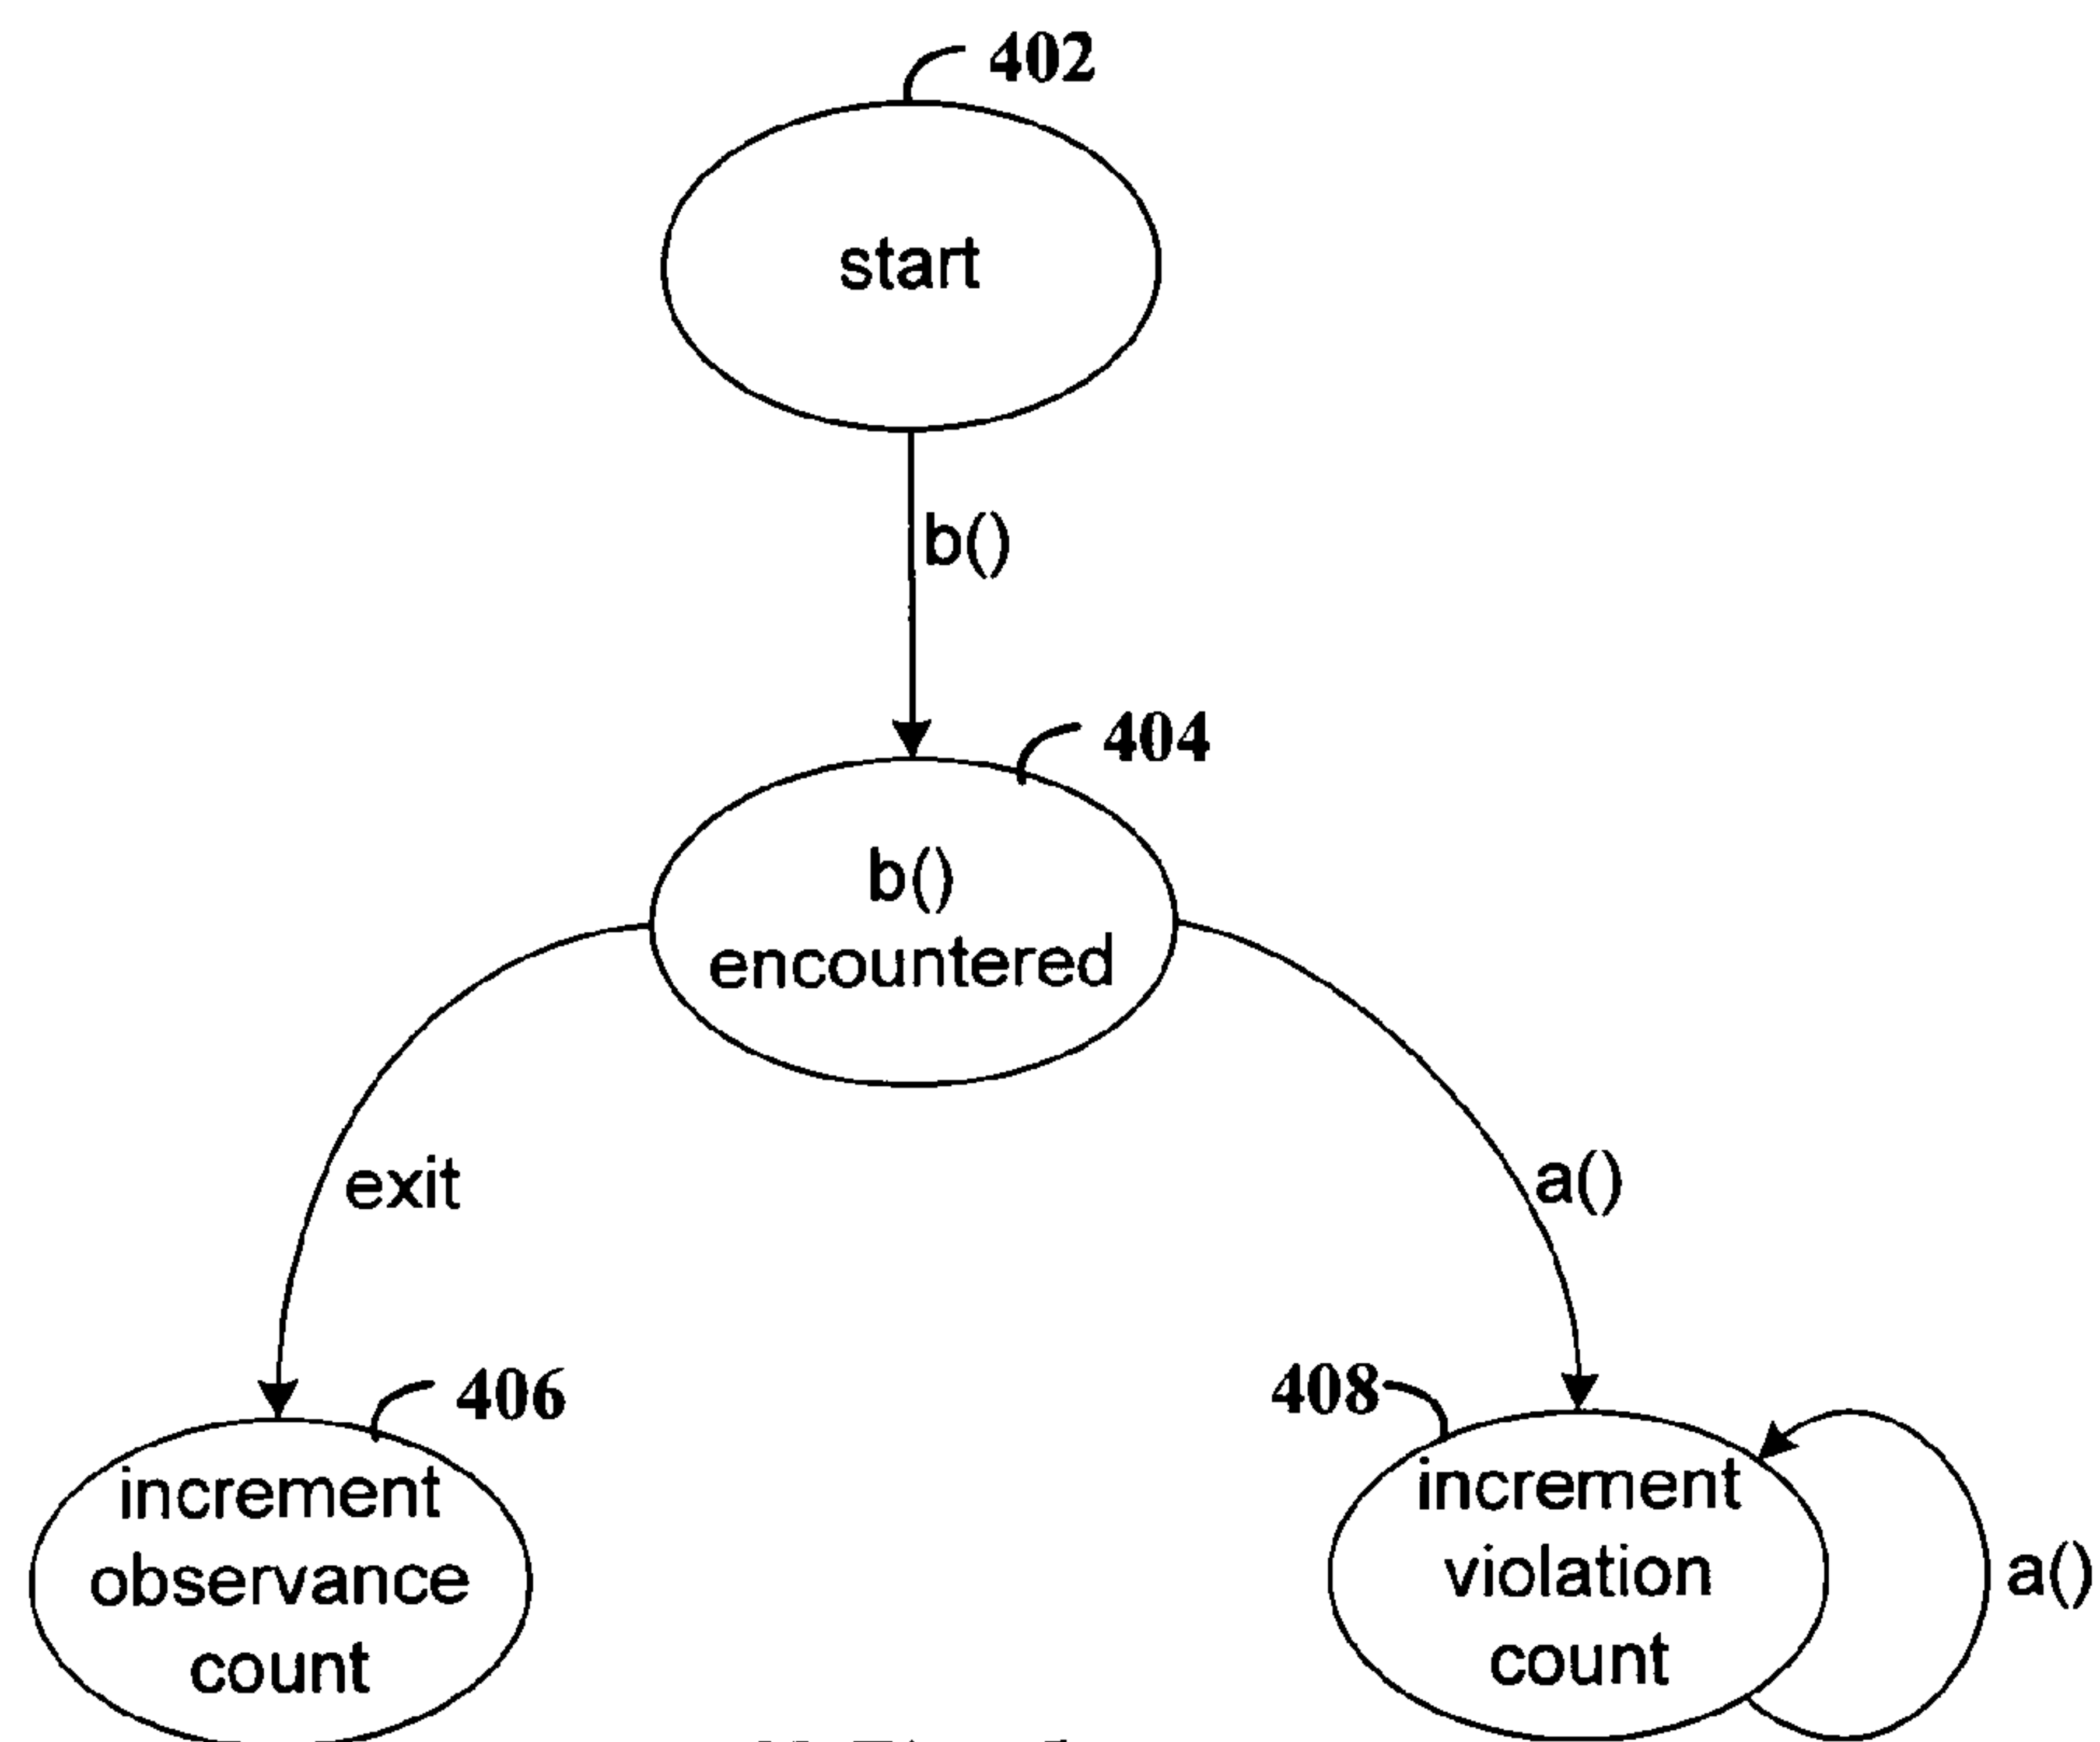 402
start
b()
404
b()
encountered
exit
a()
406
408
increment
observance
count
increment
violation
count
a()